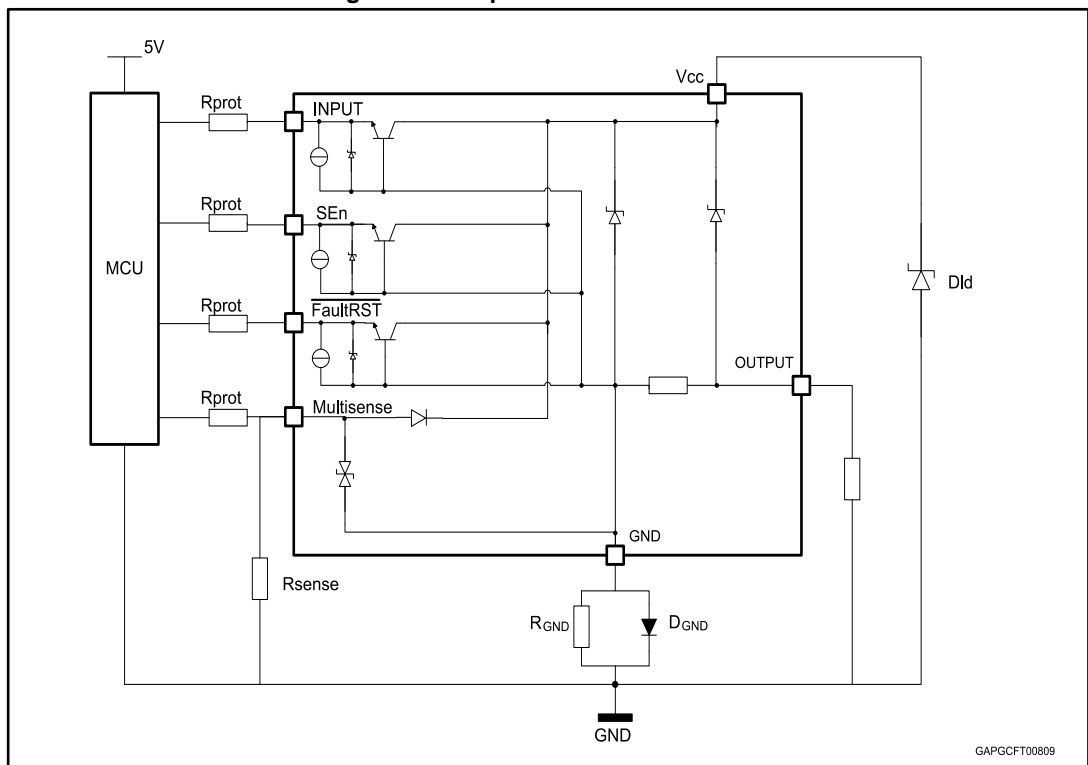 5V
Vcc
Rprot
INPUT
Rprot
SEn
MCU
Dld
Rprot
FaultRST
OUTPUT
Rprot
Multisense
GND
Rsense
RGND
DGND
GND
GAPGCFT00809